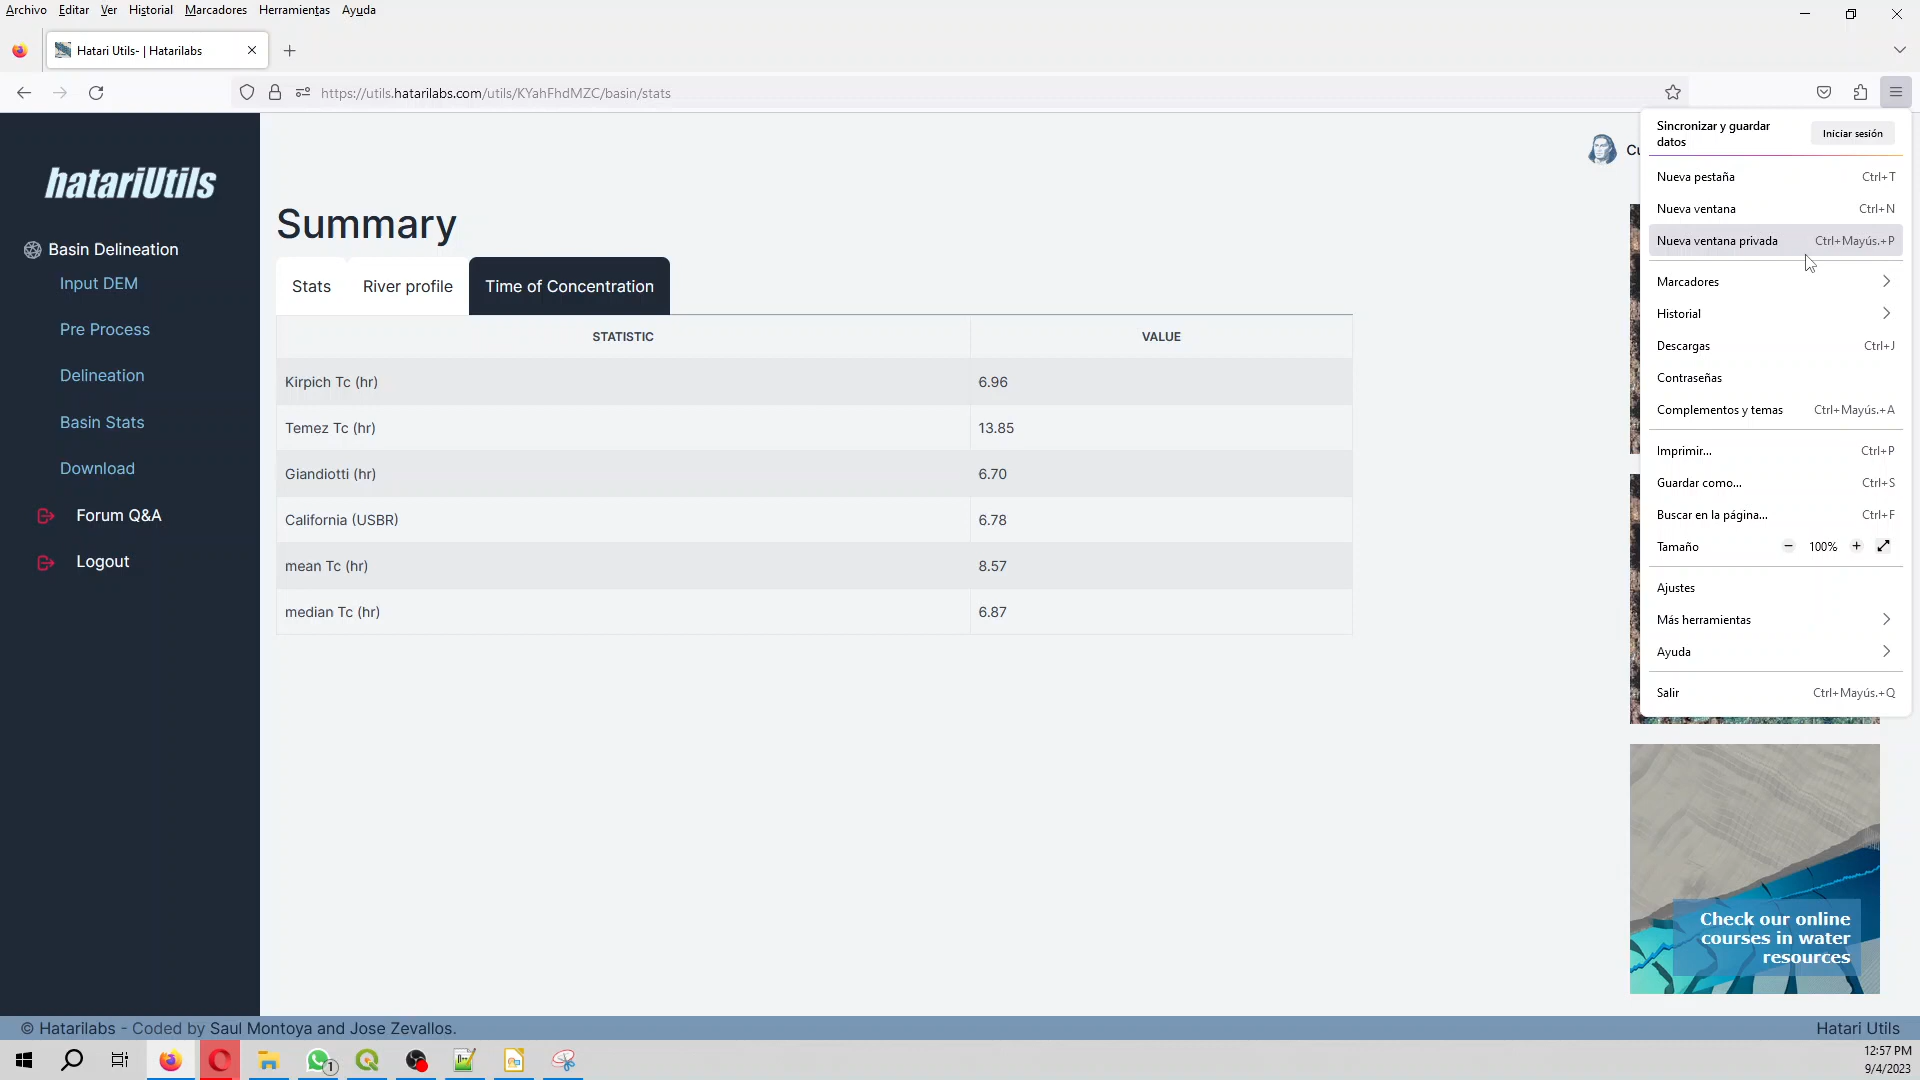 Archivo Editar Ver Historial Marcadores Herramientas Ayuda
Hatari Utils- | Hatarilabs
https://utils.hatarilabs.com/utils/KYahFhdMZC/basin/stats
hatariUtils
Basin Delineation
Input DEM
Pre Process
Delineation
Basin Stats
Download
Forum Q&A
Logout
Cu
Summary
Stats River profile Time of Concentration
STATISTIC VALUE
Kirpich Tc (hr) 6.96
Temez Tc (hr) 13.85
Giandiotti (hr) 6.70
California (USBR) 6.78
mean Tc (hr) 8.57
median Tc (hr) 6.87
Sincronizar y guardar
datos
Iniciar sesión
Nueva pestaña Ctrl+T
Nueva ventana Ctrl+N
Nueva ventana privada Ctrl+Mayús.+P
Marcadores
Historial
Descargas Ctrl+J
Contraseñas
Complementos y temas Ctrl+Mayús.+A
Imprimir... Ctrl+P
Guardar como... Ctrl+S
Buscar en la página... Ctrl+F
Tamaño − 100% +
Ajustes
Más herramientas
Ayuda
Salir Ctrl+Mayús.+Q
Check our online
courses in water
resources
© Hatarilabs - Coded by Saul Montoya and Jose Zevallos.
Hatari Utils
1
12:57 PM
9/4/2023